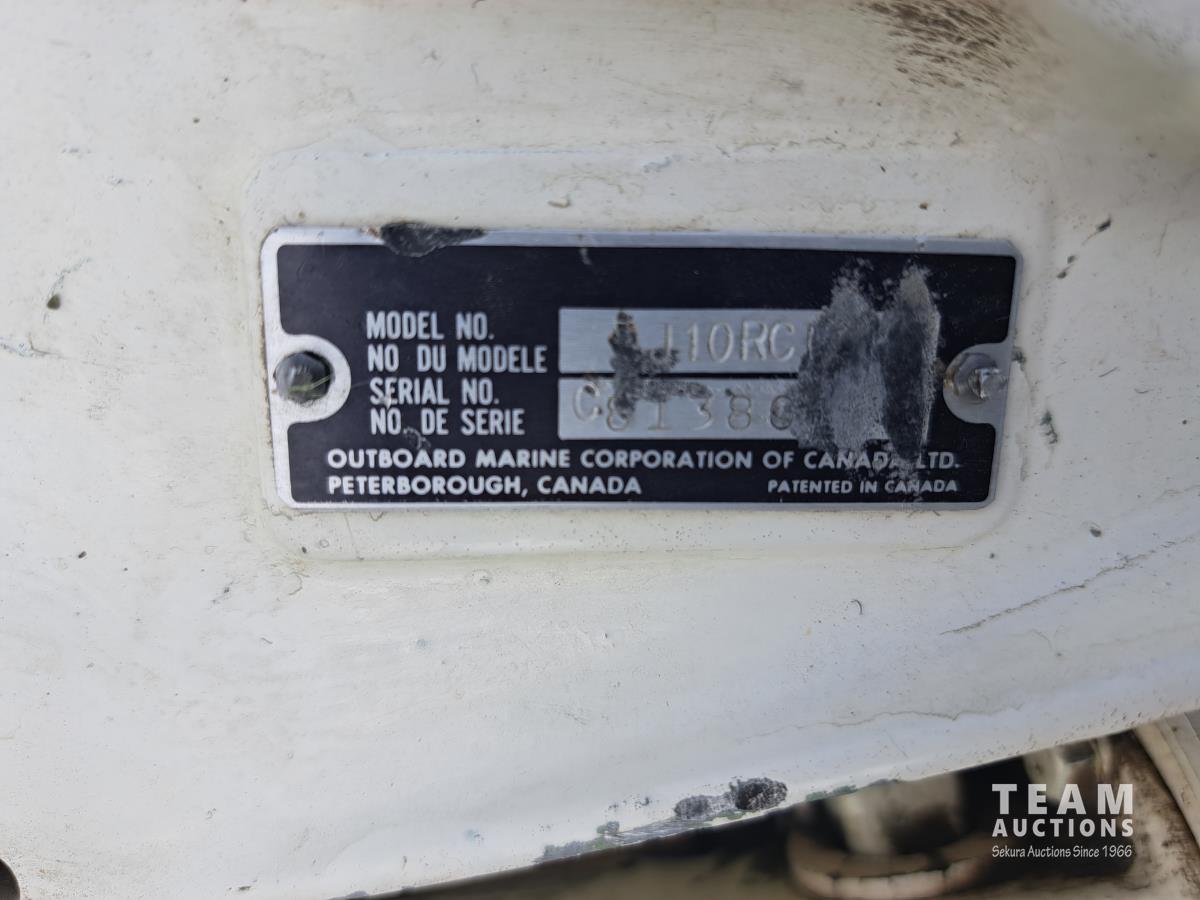 MODEL NO.
NO DU MODELE
J10RC
SERIAL NO.
NO. DE SERIE
OUTBOARD MARINE CORPORATION OF CANADA LTD.
PETERBOROUGH, CANADA
PATENTED IN CANADA
TEAM
AUCTIONS
Sekura Auctions Since 1966